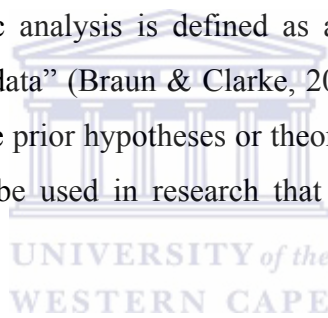 c analysis is defined as a
data” (Braun & Clarke, 20
e prior hypotheses or theor
be used in research that
UNIVERSITY of the
WESTERN CAPE